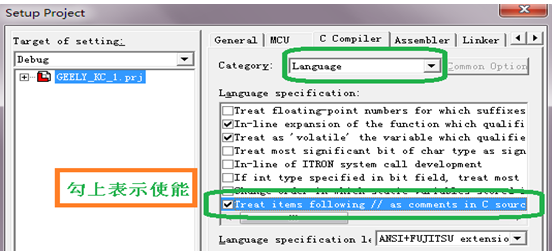 Setup Project
Target of setting:
Debug
GEELY_KC_1.prj
General
MCU
C Compiler
Assembler
Linker
Category:
Language
Common Option
Language specification:
Treat floating-point numbers for which suffixes
In-line expansion of the function which qualifi
Treat as 'volatile' the variable which qualifie
Treat most significant bit of char type as sign
In-line of ITRON system call development
If int type specified in bit field, treat most
Change order in which static variables stored i
Treat items following // as comments in C sourc
勾上表示使能
Language specification 1:
ANSI+FUJITSU extensio